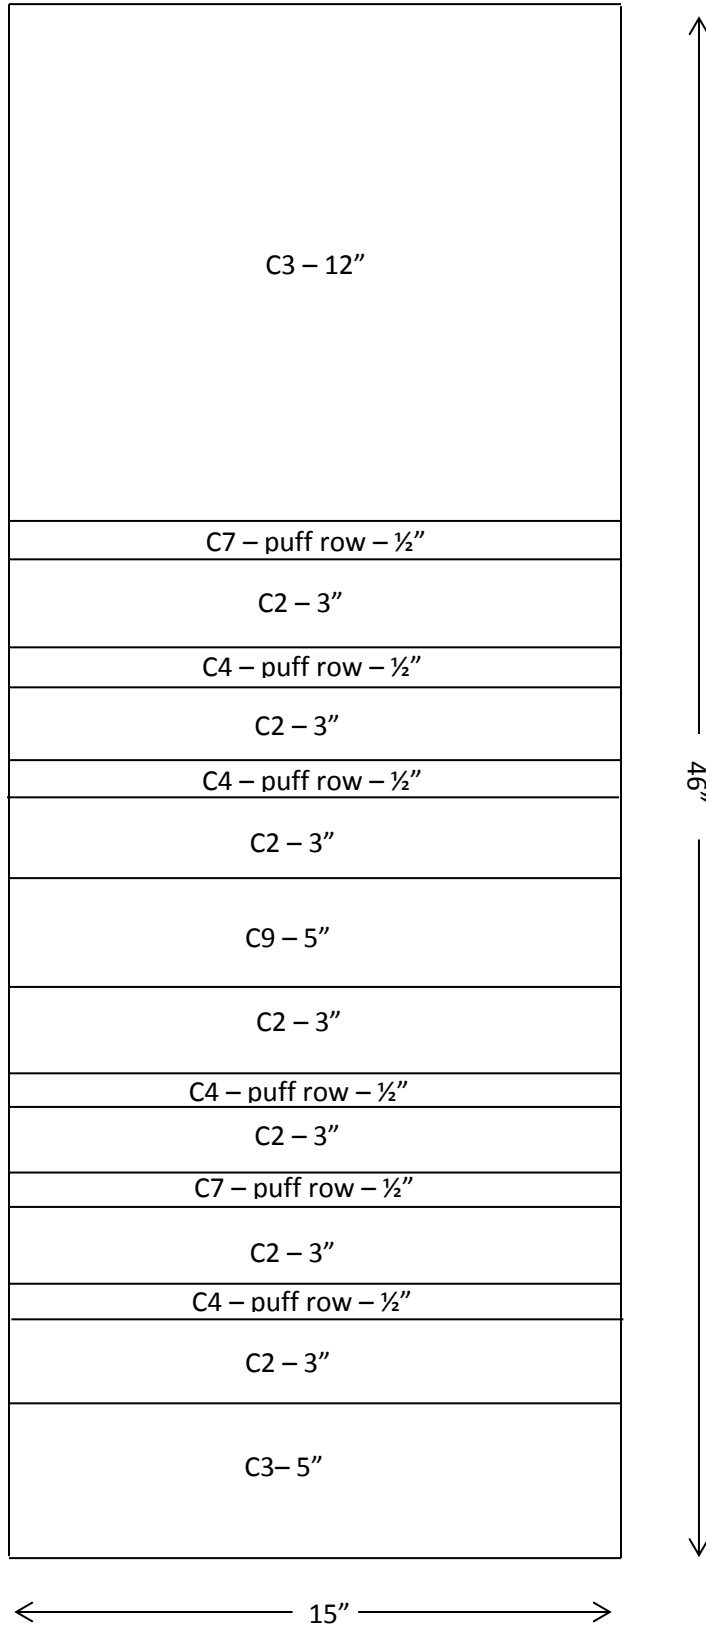 C3 – 12”
C7 – puff row – ½”
C2 – 3”
C4 – puff row – ½”
C2 – 3”
C4 – puff row – ½”
C2 – 3”
C9 – 5”
C2 – 3”
C4 – puff row – ½”
C2 – 3”
C7 – puff row – ½”
C2 – 3”
C4 – puff row – ½”
C2 – 3”
C3– 5”
46”
15”